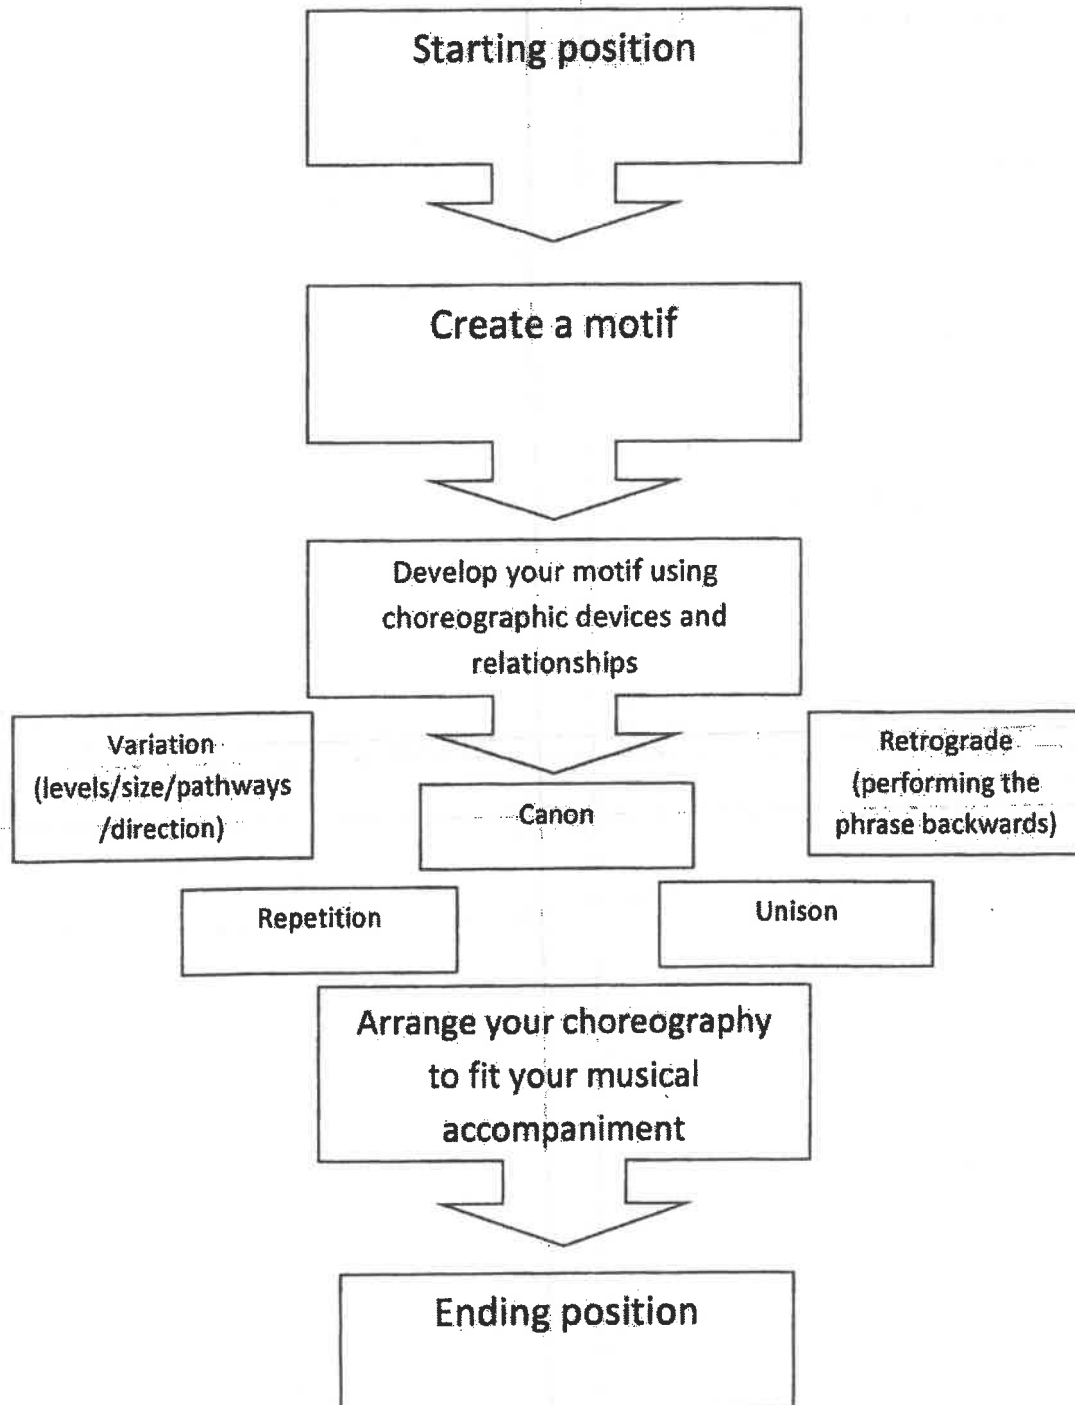 Starting position
Create a motif
Develop your motif using
choreographic devices and
relationships
Variation
(levels/size/pathways
/direction)
Canon
Retrograde
(performing the
phrase backwards)
Repetition
Unison
Arrange your choreography
to fit your musical
accompaniment
Ending position